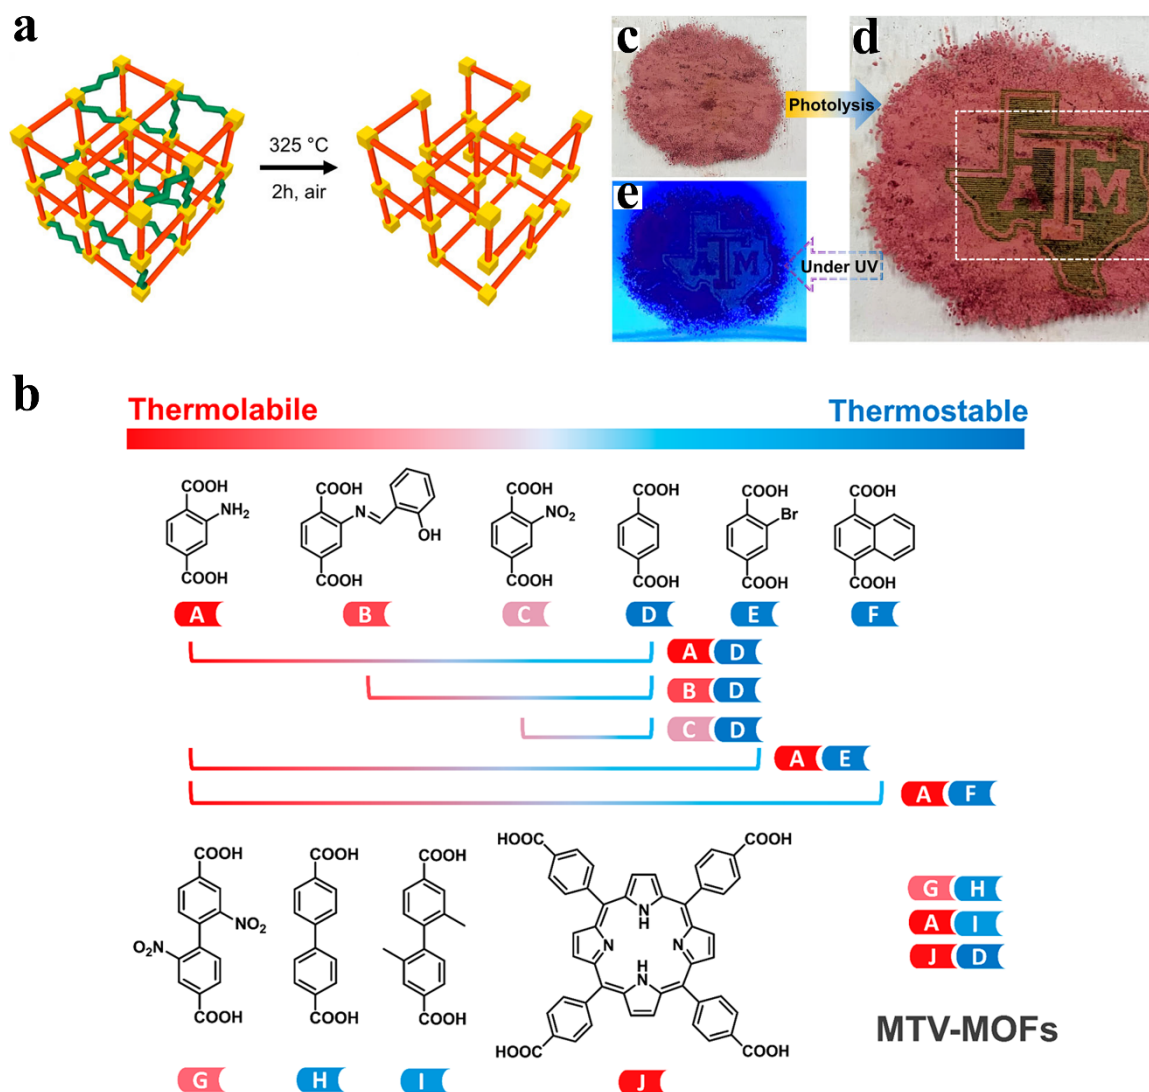 a
325 °C
2h, air
c
Photolysis
d
A T M
e
A T M
Under UV
b
Thermolabile
Thermostable
COOH
NH2
COOH
A
COOH
N
OH
COOH
B
COOH
NO2
COOH
C
COOH
COOH
D
COOH
Br
COOH
E
COOH
COOH
F
A D
B D
C D
A E
A F
COOH
NO2
O2N
COOH
G
COOH
COOH
H
COOH
COOH
I
HOOC
COOH
N
H
N
N
H
N
HOOC
COOH
J
G H
A I
J D
MTV-MOFs